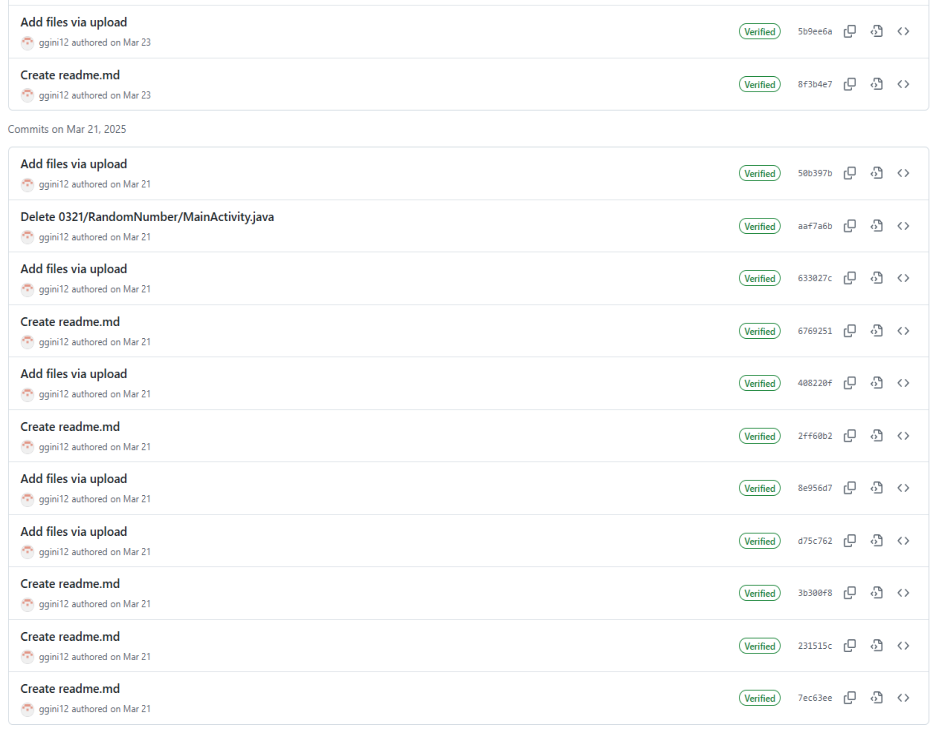 Add files via upload
Verified 5b9ee6a
ggini12 authored on Mar 23
Create readme.md
Verified 8f3b4e7
ggini12 authored on Mar 23
Commits on Mar 21, 2025
Add files via upload
Verified 50b397b
ggini12 authored on Mar 21
Delete 0321/RandomNumber/MainActivity.java
Verified aaf7a6b
ggini12 authored on Mar 21
Add files via upload
Verified 633027c
ggini12 authored on Mar 21
Create readme.md
Verified 6769251
ggini12 authored on Mar 21
Add files via upload
Verified 408220f
ggini12 authored on Mar 21
Create readme.md
Verified 2ff60b2
ggini12 authored on Mar 21
Add files via upload
Verified 8e956d7
ggini12 authored on Mar 21
Add files via upload
Verified d75c762
ggini12 authored on Mar 21
Create readme.md
Verified 3b300f8
ggini12 authored on Mar 21
Create readme.md
Verified 231515c
ggini12 authored on Mar 21
Create readme.md
Verified 7ec63ee
ggini12 authored on Mar 21